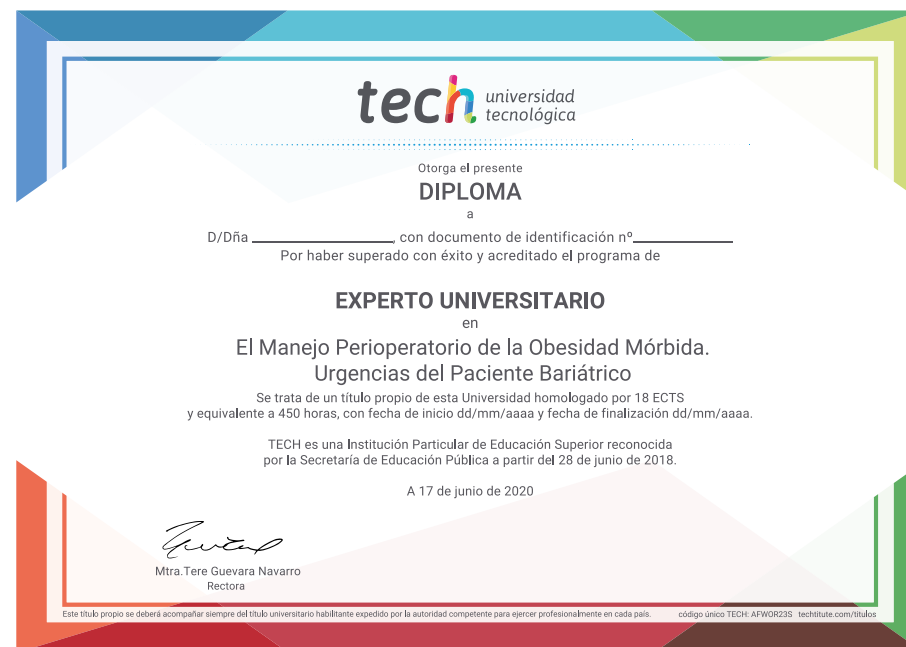 tech universidad
tecnológica
Otorga el presente
DIPLOMA
a
D/Dña ____________________, con documento de identificación nº______________
Por haber superado con éxito y acreditado el programa de
EXPERTO UNIVERSITARIO
en
El Manejo Perioperatorio de la Obesidad Mórbida.
Urgencias del Paciente Bariátrico
Se trata de un título propio de esta Universidad homologado por 18 ECTS
y equivalente a 450 horas, con fecha de inicio dd/mm/aaaa y fecha de finalización dd/mm/aaaa.
TECH es una Institución Particular de Educación Superior reconocida
por la Secretaría de Educación Pública a partir del 28 de junio de 2018.
A 17 de junio de 2020
Mtra.Tere Guevara Navarro
Rectora
Este título propio se deberá acompañar siempre del título universitario habilitante expedido por la autoridad competente para ejercer profesionalmente en cada país. código único TECH: AFWOR23S techtitute.com/titulos